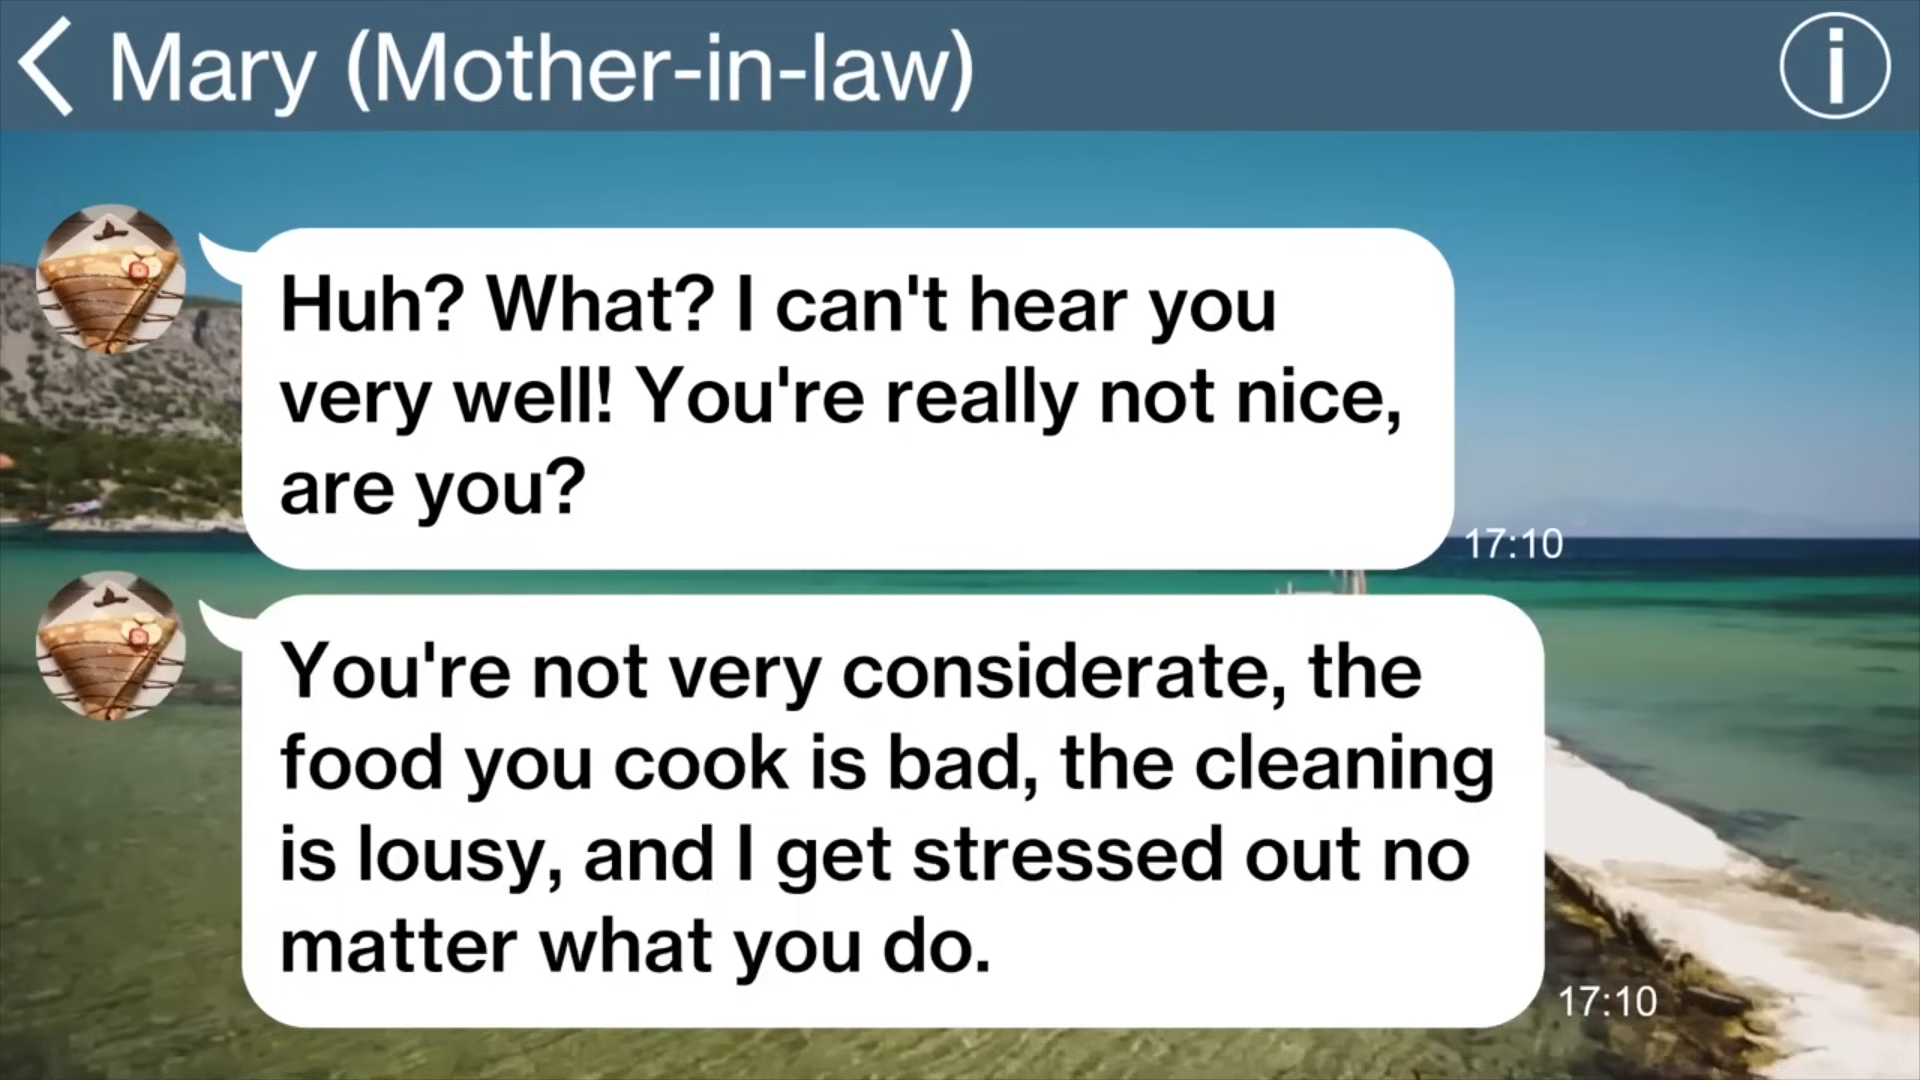 Mary (Mother-in-law)
Huh? What? I can't hear you
very well! You're really not nice,
are you?
17:10
You're not very considerate, the
food you cook is bad, the cleaning
is lousy, and I get stressed out no
matter what you do.
17:10